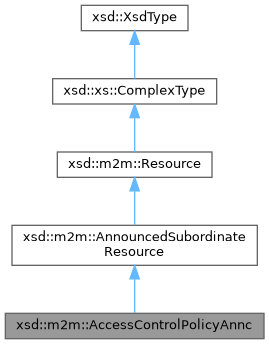 xsd::XsdType
xsd::xs::ComplexType
xsd::m2m::Resource
xsd::m2m::AnnouncedSubordinate
Resource
xsd::m2m::AccessControlPolicyAnnc